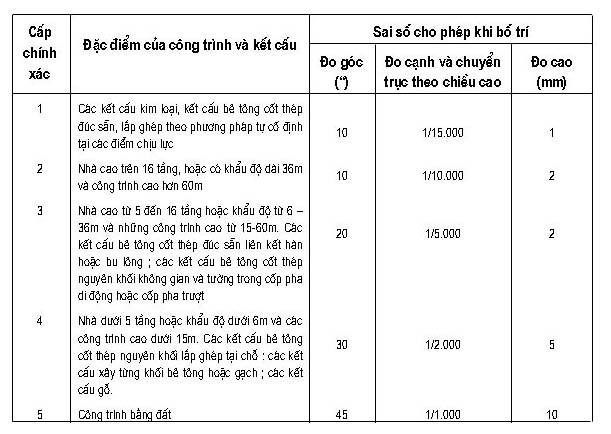 Cấp
chính
xác
Đặc điểm của công trình và kết cấu
Sai số cho phép khi bố trí
Đo góc
(“)
Đo cạnh và chuyển
trục theo chiều cao
Đo cao
(mm)
1
Các kết cấu kim loại, kết cấu bê tông cốt thép
đúc sẵn, lắp ghép theo phương pháp tự cố định
tại các điểm chịu lực
10
1/15.000
1
2
Nhà cao trên 16 tầng, hoặc có khẩu độ dài 36m
và công trình cao hơn 60m
10
1/10.000
2
3
Nhà cao từ 5 đến 16 tầng hoặc khẩu độ từ 6 –
36m và những công trình cao từ 15-60m. Các
kết cấu bê tông cốt thép đúc sẵn liên kết hàn
hoặc bu lông ; các kết cấu bê tông cốt thép
nguyên khối không gian và tường trong cốp pha
di động hoặc cốp pha trượt
20
1/5.000
2
4
Nhà dưới 5 tầng hoặc khẩu độ dưới 6m và các
công trình cao dưới 15m. Các kết cấu bê tông
cốt thép nguyên khối lắp ghép tại chỗ : các kết
cấu xây từng khối bê tông hoặc gạch ; các kết
cấu gỗ.
30
1/2.000
5
5
Công trình bằng đất
45
1/1.000
10